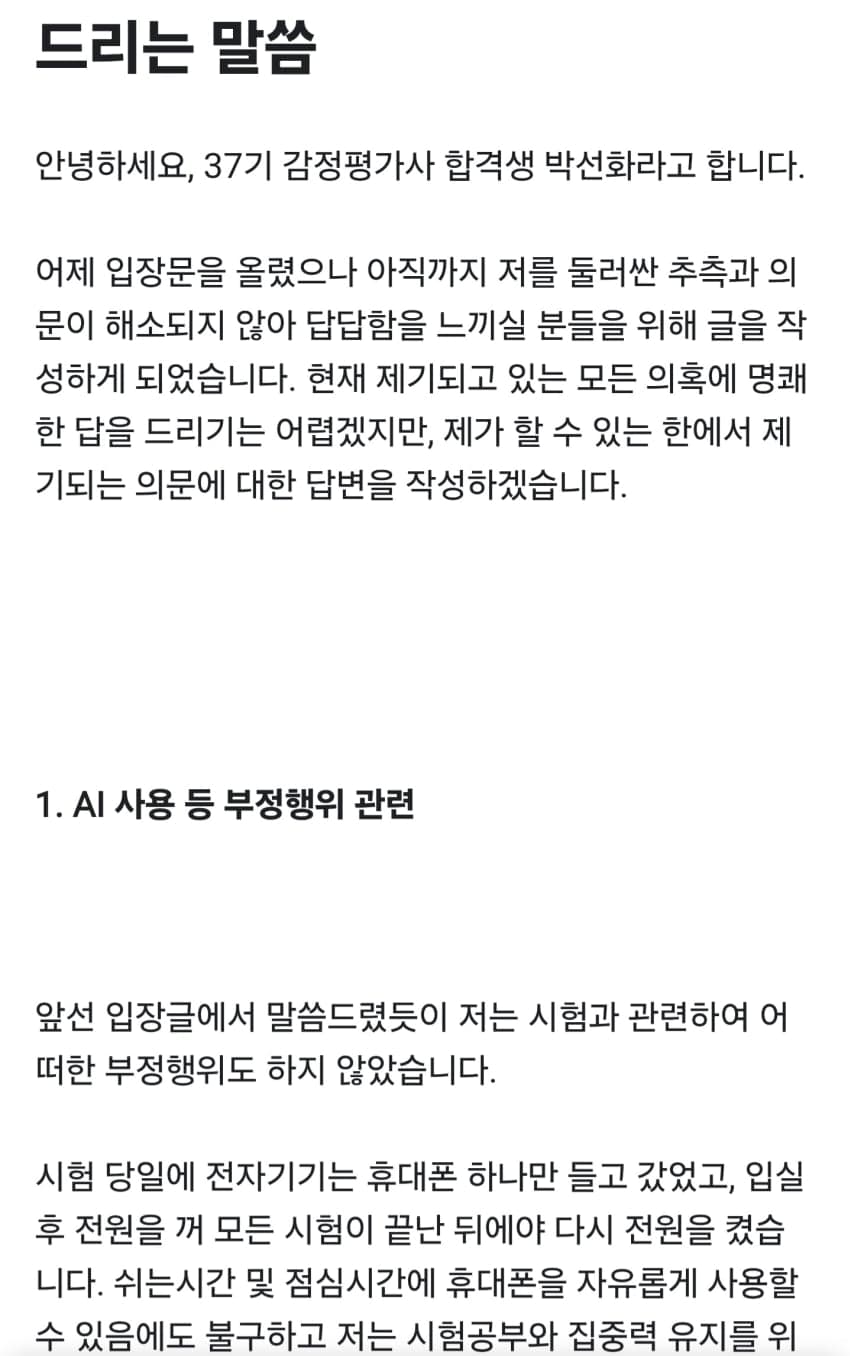 드리는 말씀
안녕하세요, 37기 감정평가사 합격생 박선화라고 합니다.
어제 입장문을 올렸으나 아직까지 저를 둘러싼 추측과 의
문이 해소되지 않아 답답함을 느끼실 분들을 위해 글을 작
성하게 되었습니다. 현재 제기되고 있는 모든 의혹에 명쾌
한 답을 드리기는 어렵겠지만, 제가 할 수 있는 한에서 제
기되는 의문에 대한 답변을 작성하겠습니다.
1. AI 사용 등 부정행위 관련
앞선 입장글에서 말씀드렸듯이 저는 시험과 관련하여 어
떠한 부정행위도 하지 않았습니다.
시험 당일에 전자기기는 휴대폰 하나만 들고 갔었고, 입실
후 전원을 꺼 모든 시험이 끝난 뒤에야 다시 전원을 켰습
니다. 쉬는시간 및 점심시간에 휴대폰을 자유롭게 사용할
수 있음에도 불구하고 저는 시험공부와 집중력 유지를 위